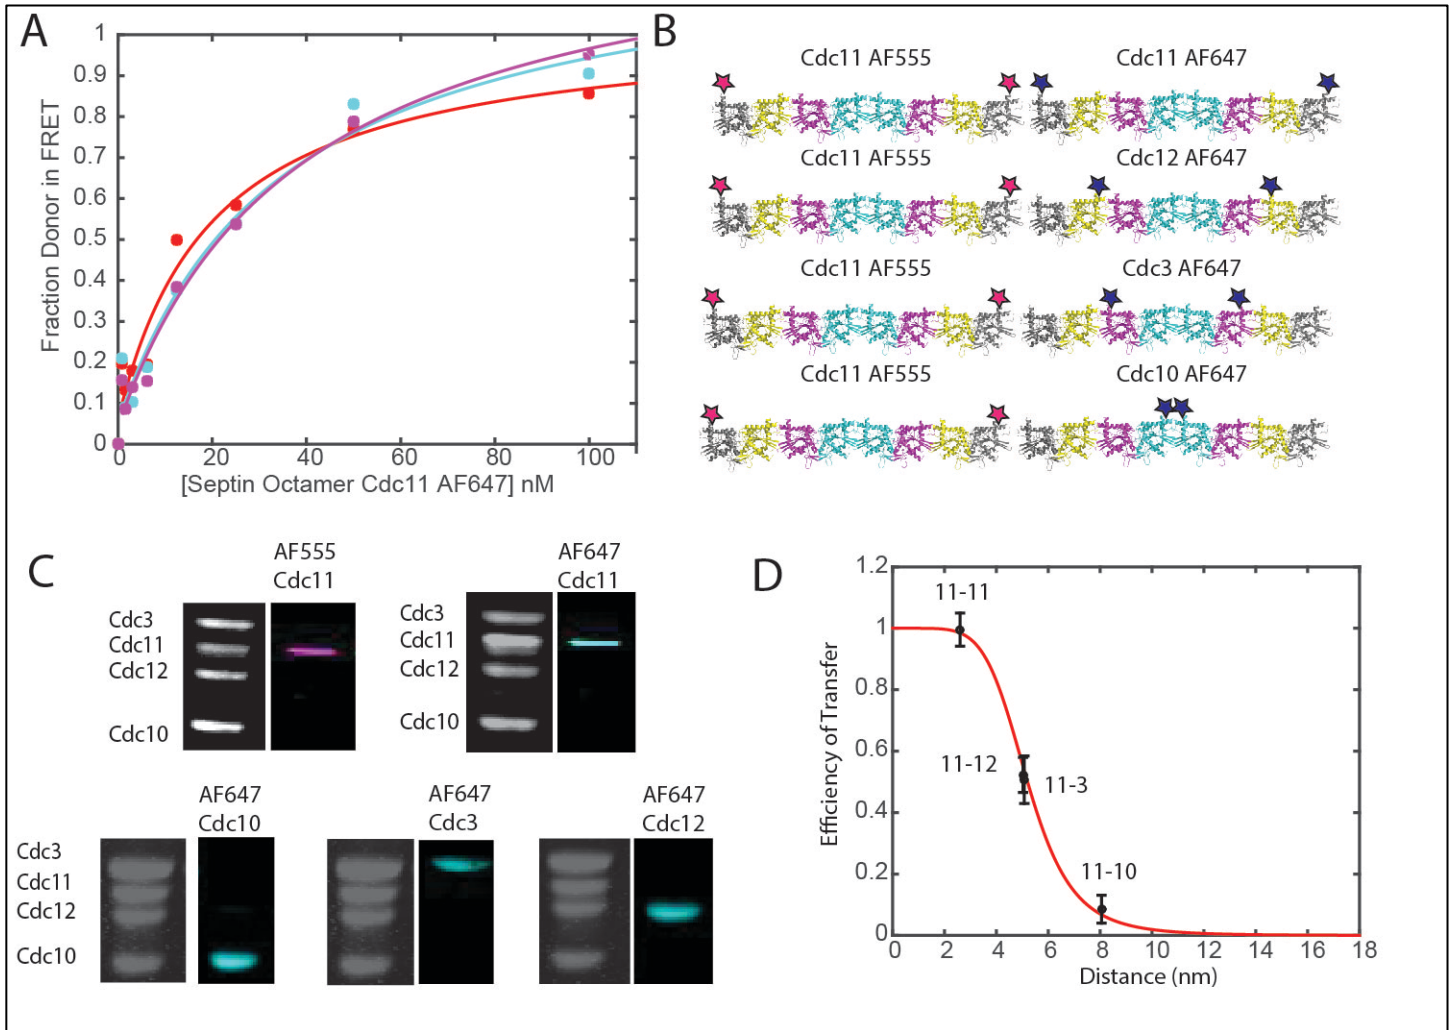 A
1
0.9
0.8
0.7
0.6
0.5
0.4
0.3
0.2
0.1
0
Fraction Donor in FRET
0 20 40 60 80 100
[Septin Octamer Cdc11 AF647] nM
B
Cdc11 AF555 Cdc11 AF647
Cdc11 AF555 Cdc12 AF647
Cdc11 AF555 Cdc3 AF647
Cdc11 AF555 Cdc10 AF647
C
AF555
Cdc11
Cdc3
Cdc11
Cdc12
Cdc10
AF647
Cdc11
Cdc3
Cdc11
Cdc12
Cdc10
AF647
Cdc10
AF647
Cdc3
AF647
Cdc12
Cdc3
Cdc11
Cdc12
Cdc10
D
1.2
1
0.8
0.6
0.4
0.2
0
Efficiency of Transfer
11-11
11-12
11-3
11-10
0 2 4 6 8 10 12 14 16 18
Distance (nm)